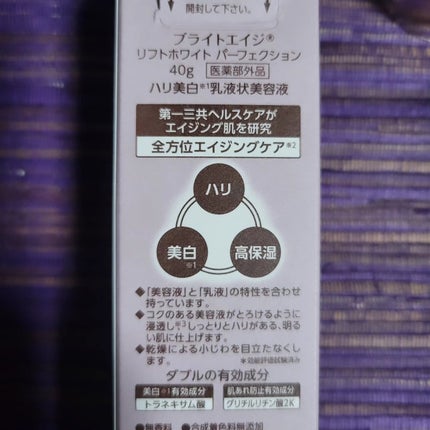 開封して下さい。
ブライトエイジ®
リフトホワイト パーフェクション
40g 医薬部外品
ハリ美白※1乳液状美容液
第一三共ヘルスケアが
エイジング肌を研究
全方位エイジングケア※2
ハリ
美白※1
高保湿
◆「美容液」と「乳液」の特性を合わせ
持っています。
◆コクのある美容液がとろけるように
浸透し※3しっとりとハリがある、明る
い肌に仕上げます。
◆乾燥による小じわを目立たなくしま
す。 *効能評価試験済み
ダブルの有効成分
美白※1有効成分 肌あれ防止有効成分
トラネキサム酸 グリチルリチン酸2K
●無香料 ●合成着色料無添加